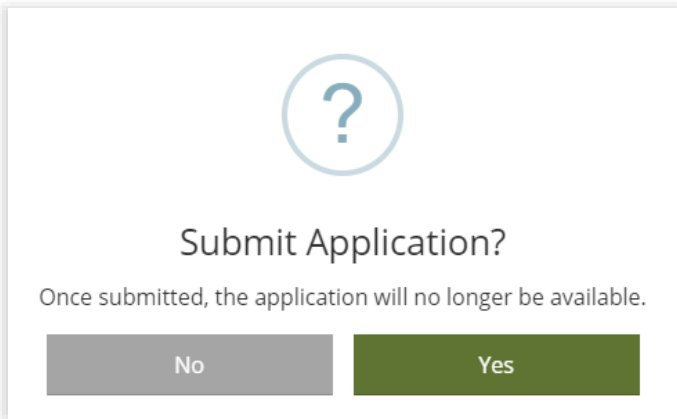 ?
Submit Application?
Once submitted, the application will no longer be available.
No
Yes